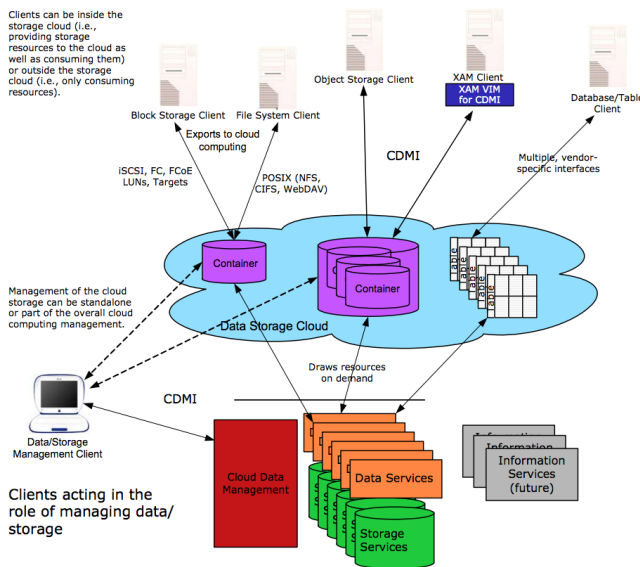 Clients can be inside the
storage cloud (i.e.,
providing storage
resources to the cloud as
well as consuming them)
or outside the storage
cloud (i.e., only consuming
resources).
Block Storage Client
File System Client
Object Storage Client
XAM Client
XAM VIM
for CDMI
Database/Table
Client
Exports to cloud
computing
CDMI
iSCSI, FC, FCoE
LUNs, Targets
POSIX (NFS,
CIFS, WebDAV)
Multiple, vendor-
specific interfaces
Container
Container
Table
Table
Table
Table
Table
Management of the cloud
storage can be standalone
or part of the overall cloud
computing management.
Data Storage Cloud
Draws resources
on demand
CDMI
Data/Storage
Management Client
Cloud Data
Management
Data Services
Storage
Services
Information
Information
Information
Services
(future)
Clients acting in the
role of managing data/
storage